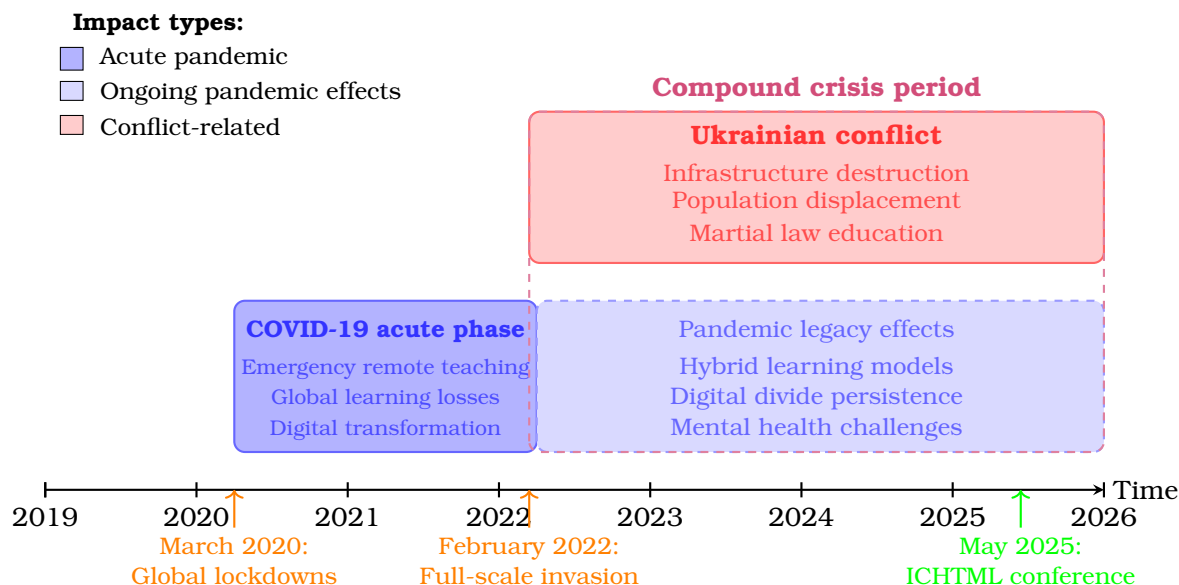 Impact types:
Acute pandemic
Ongoing pandemic effects
Conflict-related
Compound crisis period
Ukrainian conflict
Infrastructure destruction
Population displacement
Martial law education
COVID-19 acute phase
Emergency remote teaching
Global learning losses
Digital transformation
Pandemic legacy effects
Hybrid learning models
Digital divide persistence
Mental health challenges
Time
2019 2020 2021 2022 2023 2024 2025 2026
March 2020:
Global lockdowns
February 2022:
Full-scale invasion
May 2025:
ICHTML conference